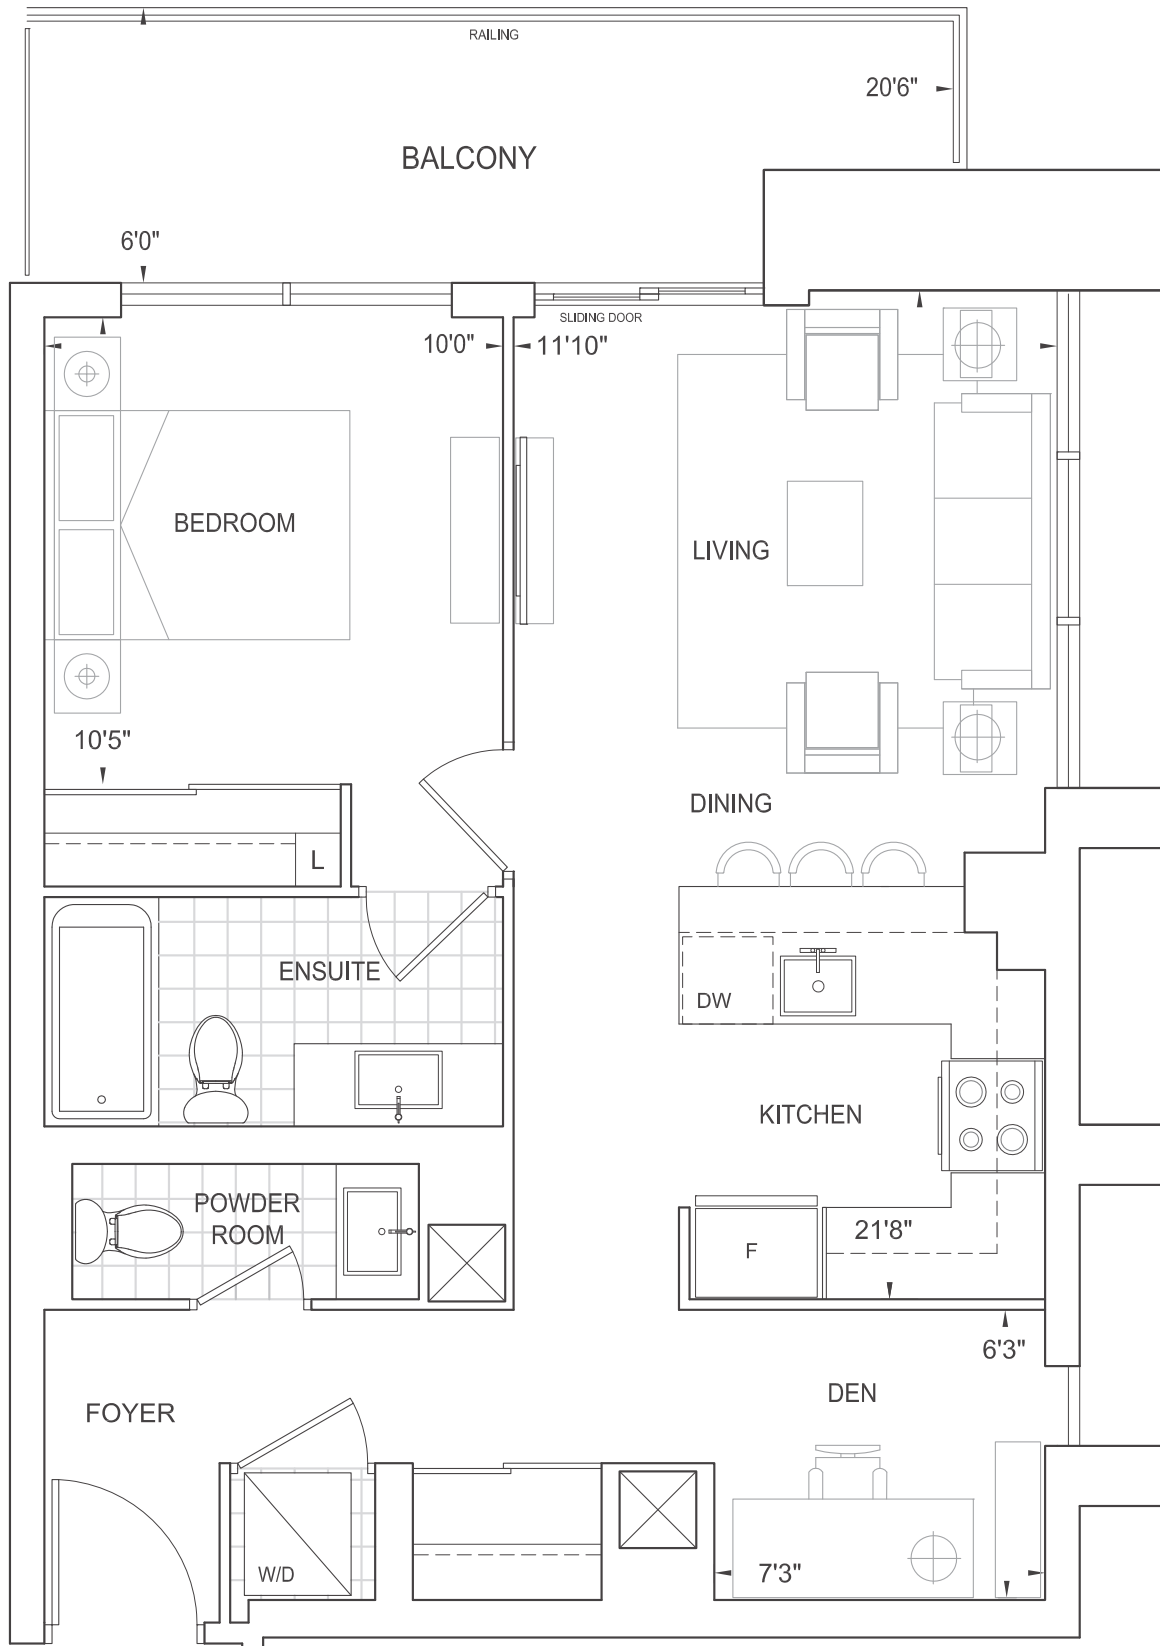 RAILING
20'6"
BALCONY
6'0"
SLIDING DOOR
10'0"
11'10"
BEDROOM
LIVING
10'5"
DINING
L
ENSUITE
DW
KITCHEN
POWDER
ROOM
21'8"
F
6'3"
DEN
FOYER
W/D
7'3"